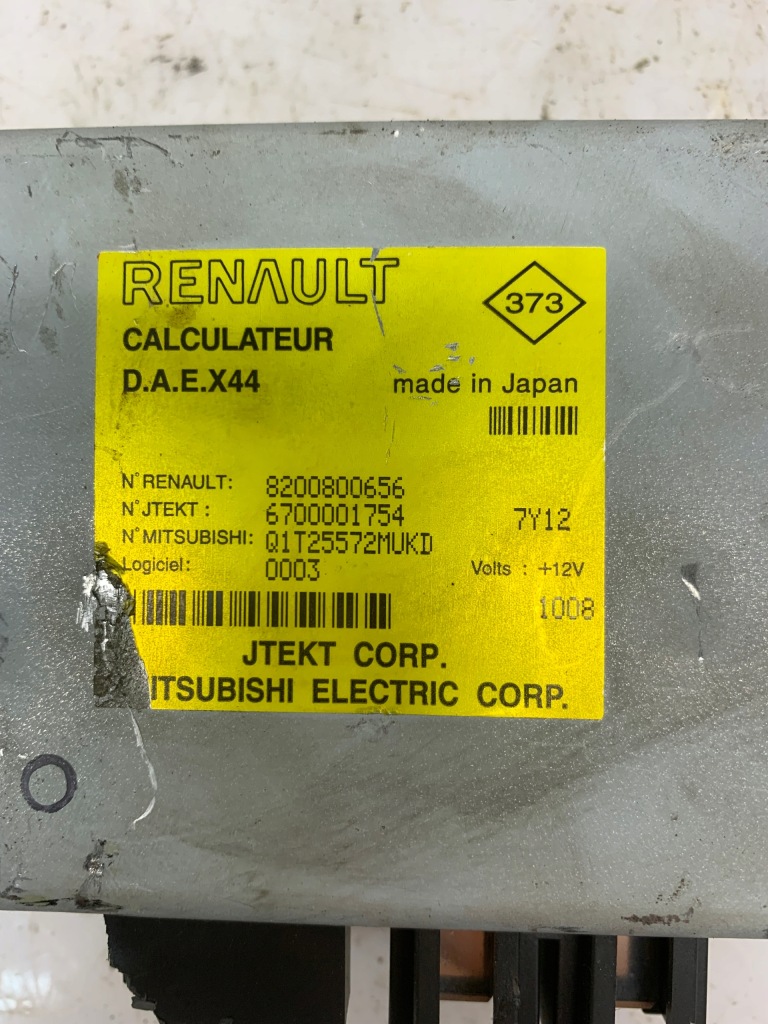 RENAULT
373
CALCULATEUR
D.A.E.X44
made in Japan
N° RENAULT: 8200800656
N° JTEKT : 6700001754 7Y12
N° MITSUBISHI: Q1T25572MUKD
Logiciel: 0003 Volts : +12V
1008
JTEKT CORP.
MITSUBISHI ELECTRIC CORP.